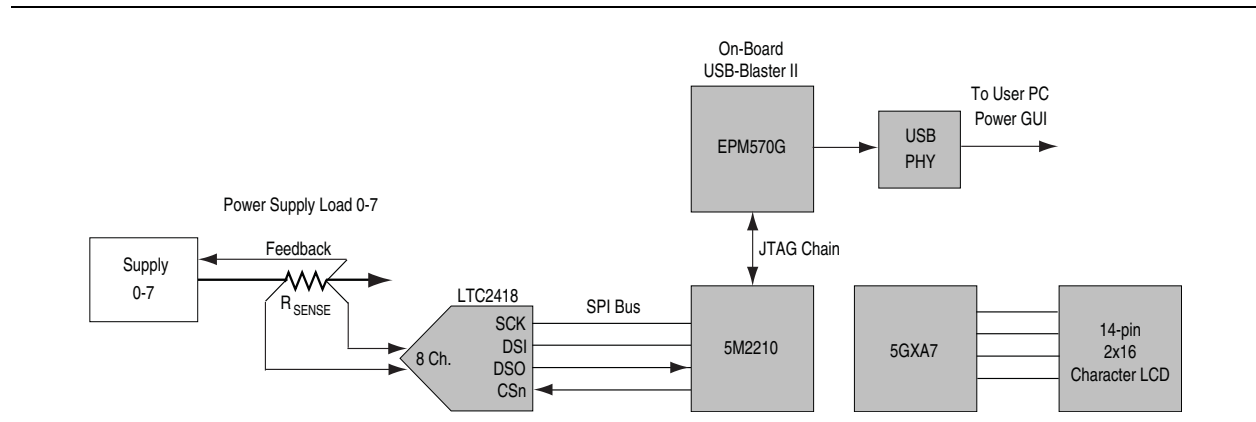 On-Board
USB-Blaster II
EPM570G
USB
PHY
To User PC
Power GUI
JTAG Chain
Power Supply Load 0-7
Feedback
Supply
0-7
R SENSE
LTC2418
8 Ch.
SCK
DSI
DSO
CSn
SPI Bus
5M2210
5GXA7
14-pin
2x16
Character LCD